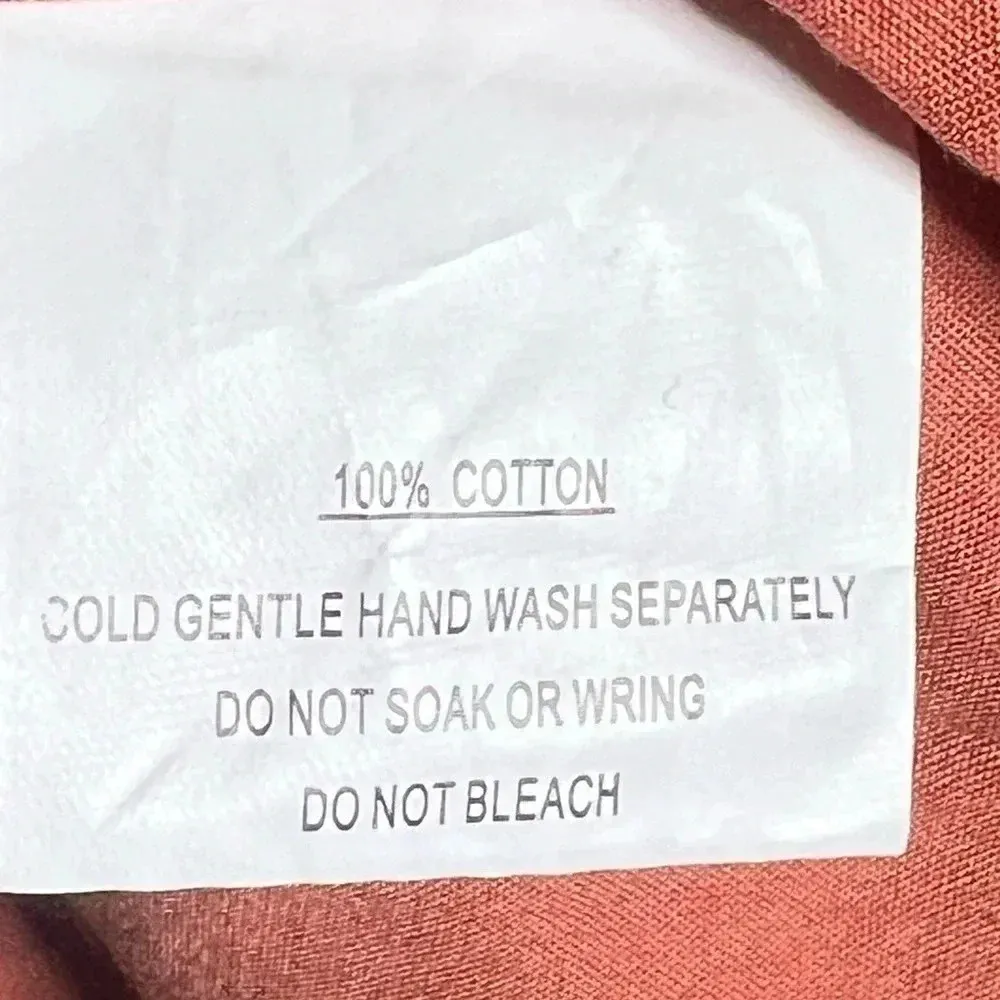 100% COTTON
COLD GENTLE HAND WASH SEPARATELY
DO NOT SOAK OR WRING
DO NOT BLEACH